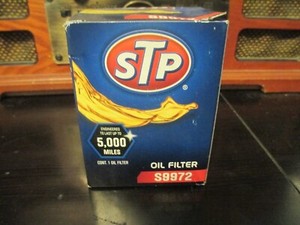 STP
®
ENGINEERED
TO LAST UP TO
5,000
MILES
CONT. 1 OIL FILTER
OIL FILTER
S9972